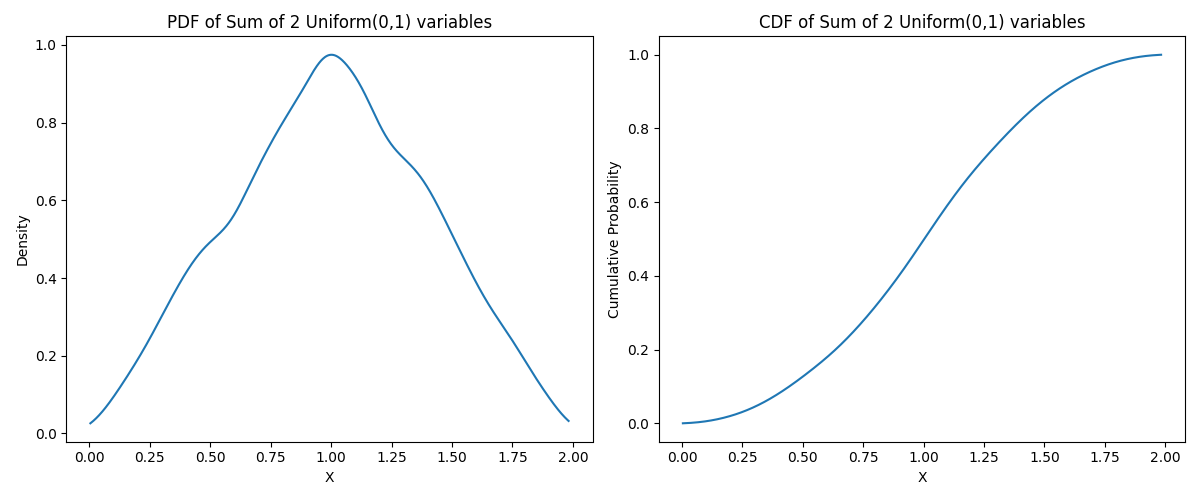 PDF of Sum of 2 Uniform(0,1) variables
1.0
0.8
0.6
0.4
0.2
0.0
Density
0.00 0.25 0.50 0.75 1.00 1.25 1.50 1.75 2.00
X
CDF of Sum of 2 Uniform(0,1) variables
1.0
0.8
0.6
0.4
0.2
0.0
Cumulative Probability
0.00 0.25 0.50 0.75 1.00 1.25 1.50 1.75 2.00
X